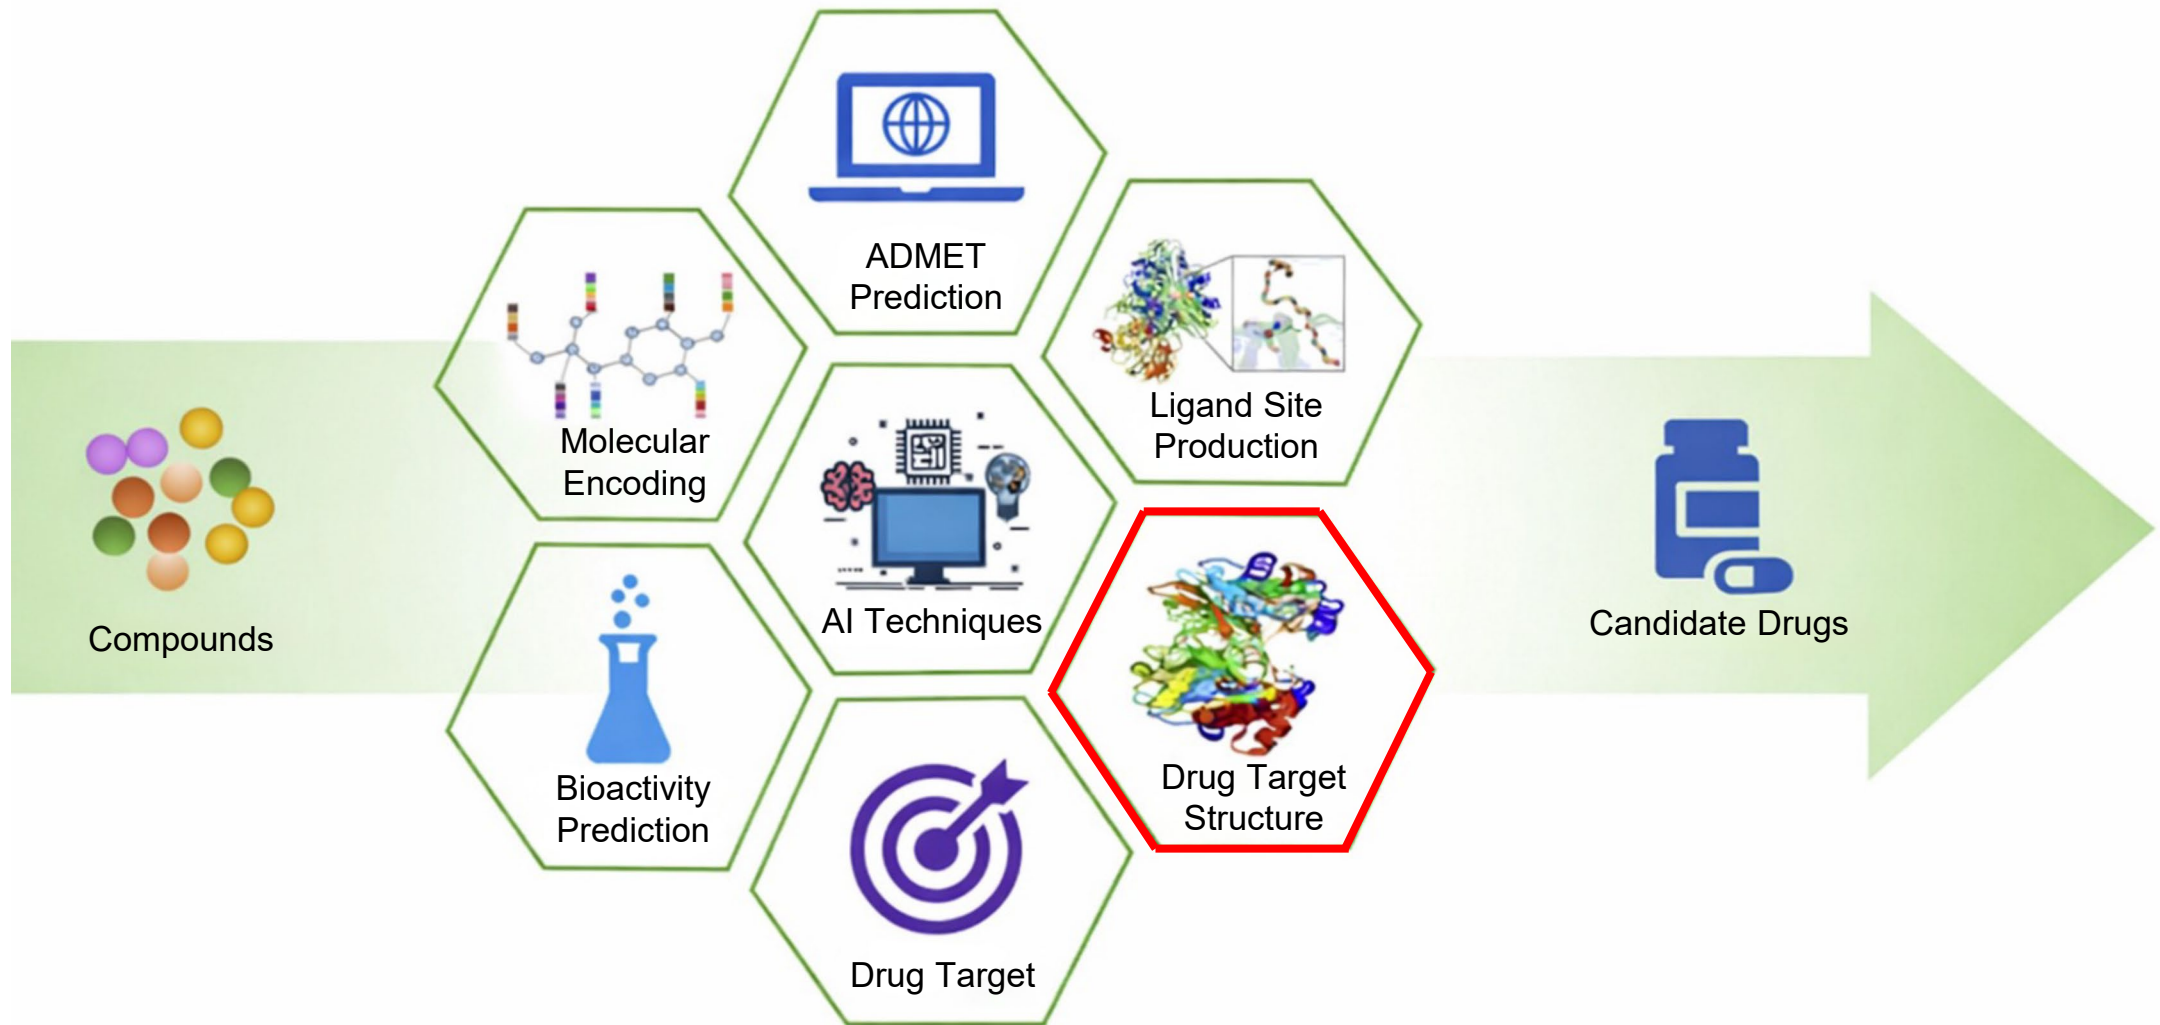 ADMET
Prediction
Molecular
Encoding
Ligand Site
Production
Compounds
AI Techniques
Candidate Drugs
Bioactivity
Prediction
Drug Target
Structure
Drug Target